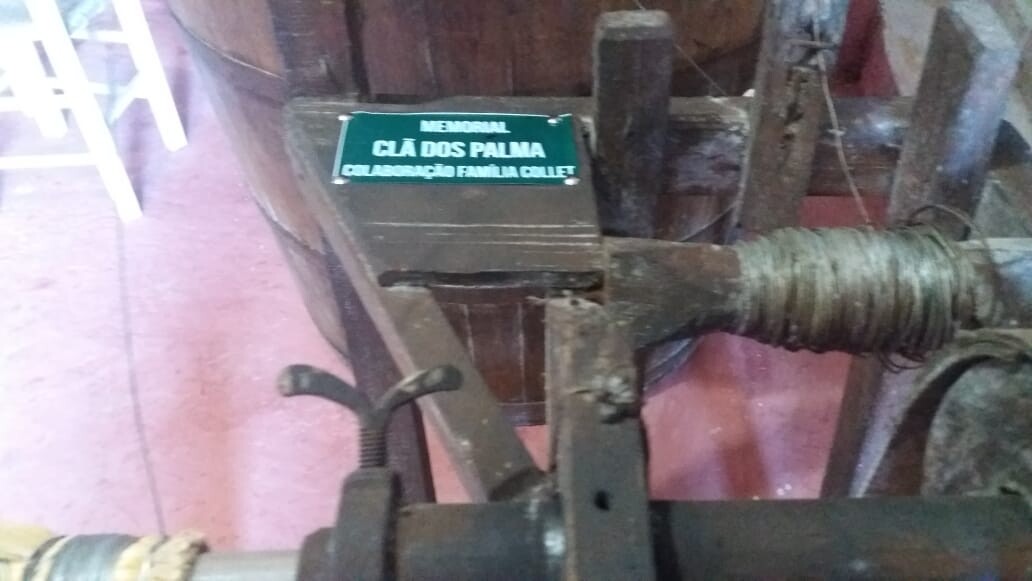 MEMORIAL
CLÃ DOS PALMA
COLABORAÇÃO FAMÍLIA COLLET